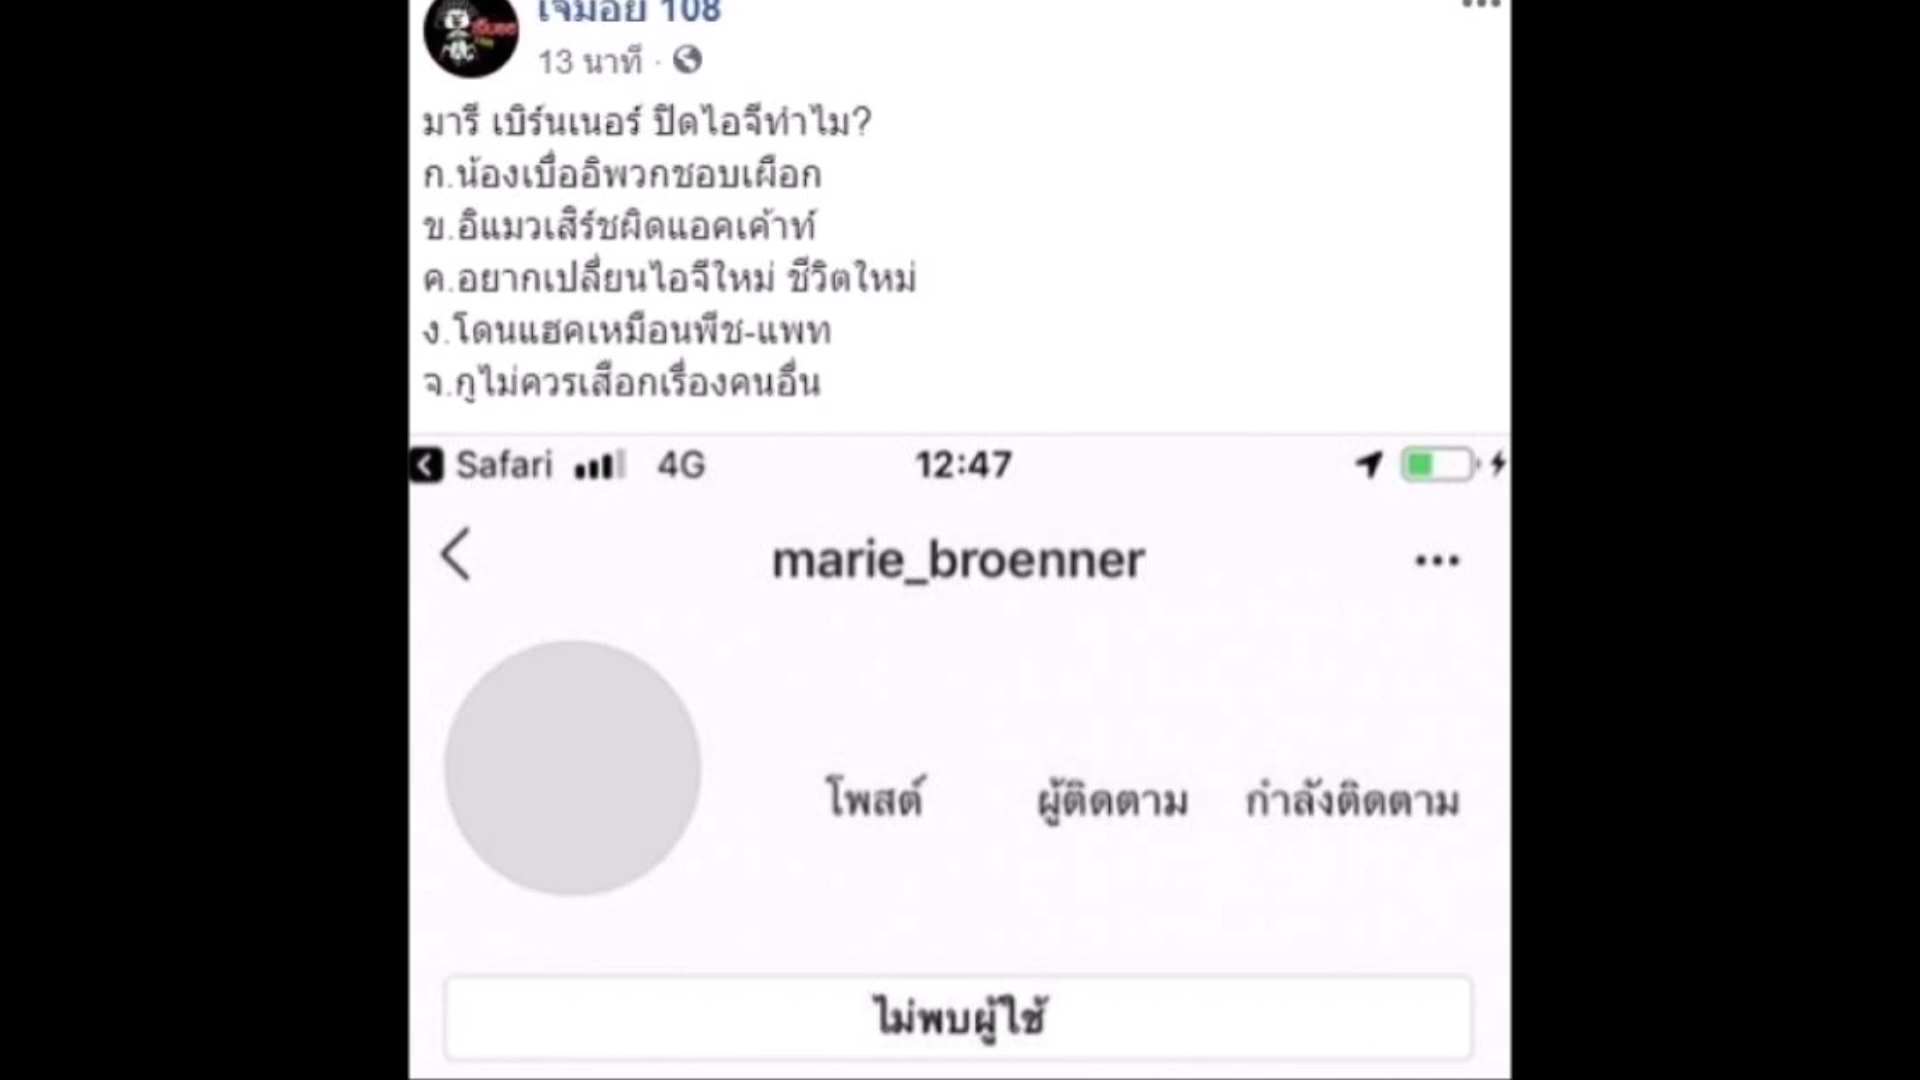 เจ๊มอย 108
13 นาที ·
มารี เบิร์นเนอร์ ปิดไอจีทำไม?
ก.น้องเบื่ออิพวกชอบเผือก
ข.อิแมวเสิร์ชผิดแอคเค้าท์
ค.อยากเปลี่ยนไอจีใหม่ ชีวิตใหม่
ง.โดนแฮคเหมือนพีช-แพท
จ.กูไม่ควรเสือกเรื่องคนอื่น
Safari 4G 12:47
marie_broenner
โพสต์ ผู้ติดตาม กำลังติดตาม
ไม่พบผู้ใช้